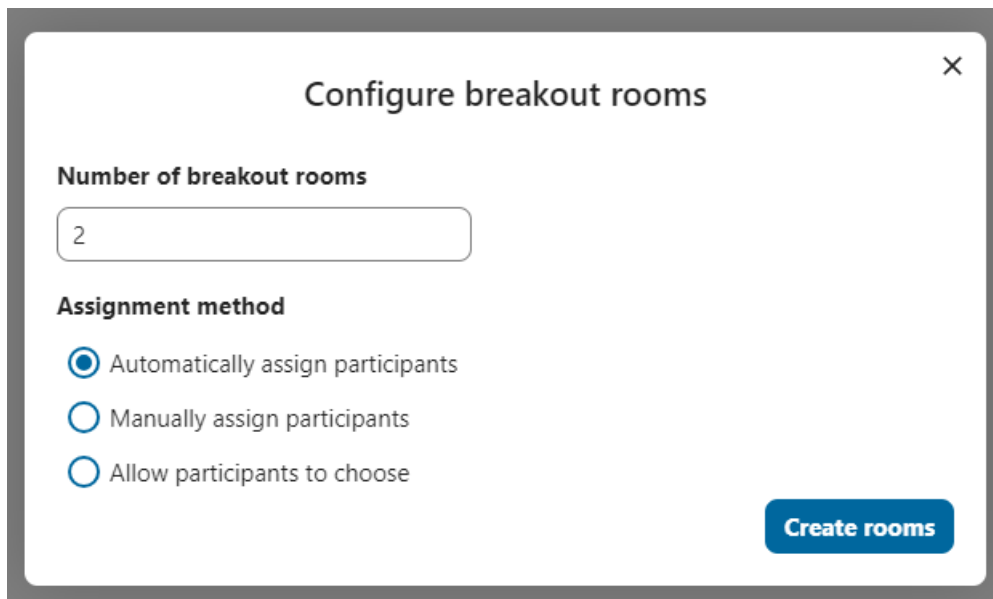 Configure breakout rooms
Number of breakout rooms
2
Assignment method
Automatically assign participants
Manually assign participants
Allow participants to choose
Create rooms